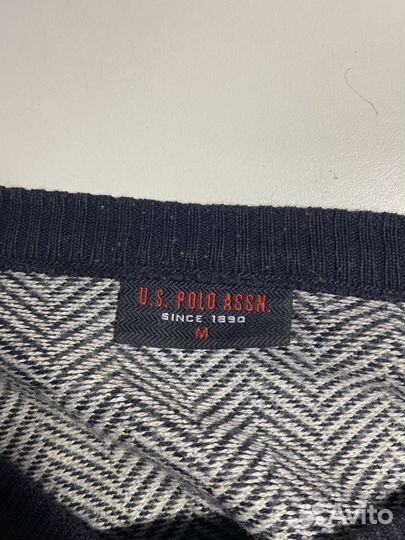 U.S. POLO ASSN.
SINCE 1890
M
Avito